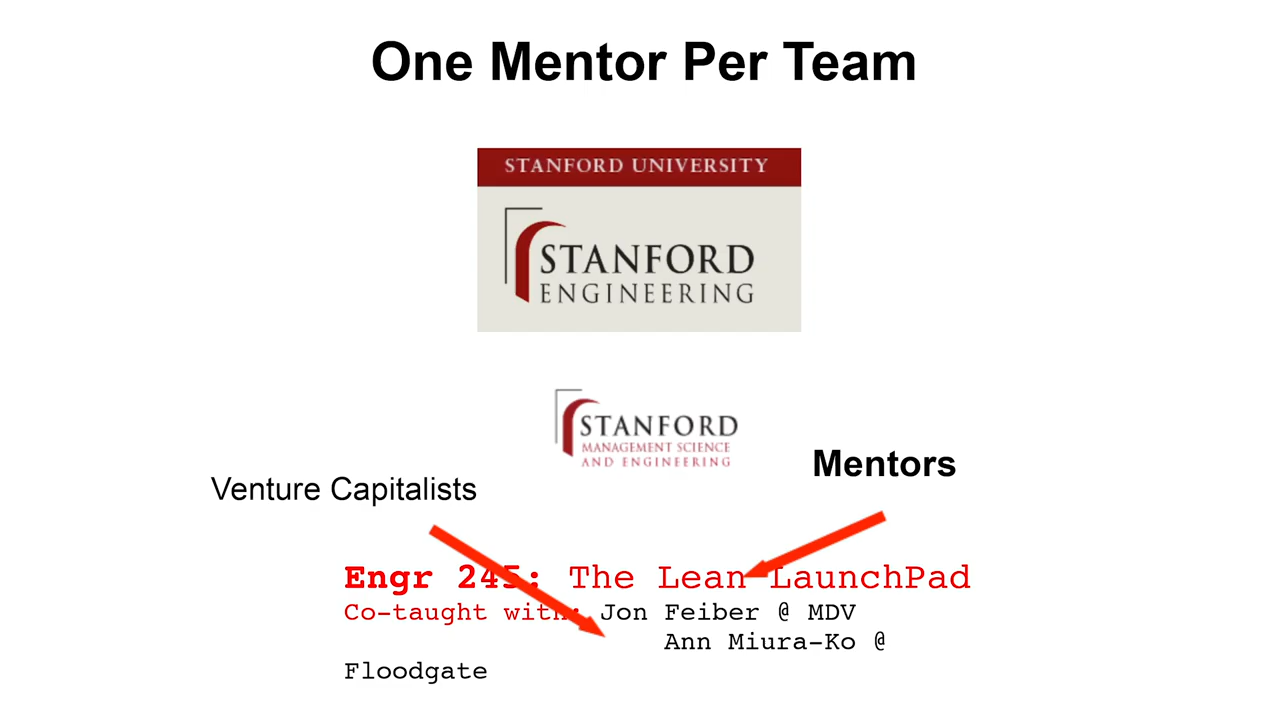 One Mentor Per Team
STANFORD UNIVERSITY
STANFORD
ENGINEERING
STANFORD
MANAGEMENT SCIENCE
AND ENGINEERING
Mentors
Venture Capitalists
Engr 245: The Lean LaunchPad
Co-taught with: Jon Feiber @ MDV
Ann Miura-Ko @
Floodgate